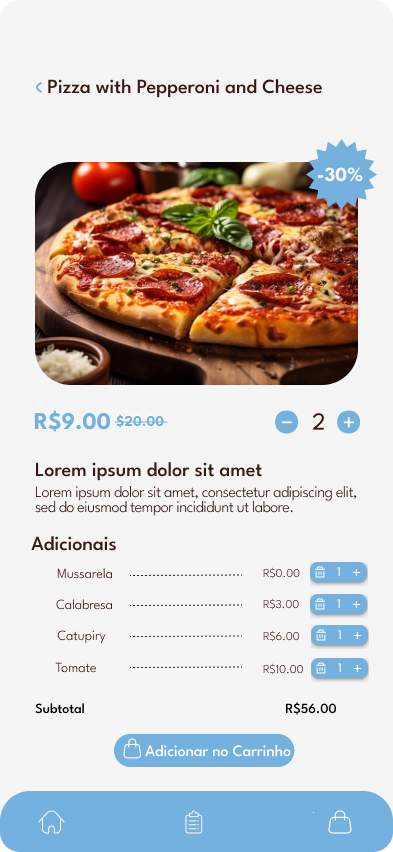 Pizza with Pepperoni and Cheese
-30%
R$9.00 $20.00
2
Lorem ipsum dolor sit amet
Lorem ipsum dolor sit amet, consectetur adipiscing elit,
sed do eiusmod tempor incididunt ut labore.
Adicionais
Mussarela R$0.00 1 +
Calabresa R$3.00 1 +
Catupiry R$6.00 1 +
Tomate R$10.00 1 +
Subtotal R$56.00
Adicionar no Carrinho